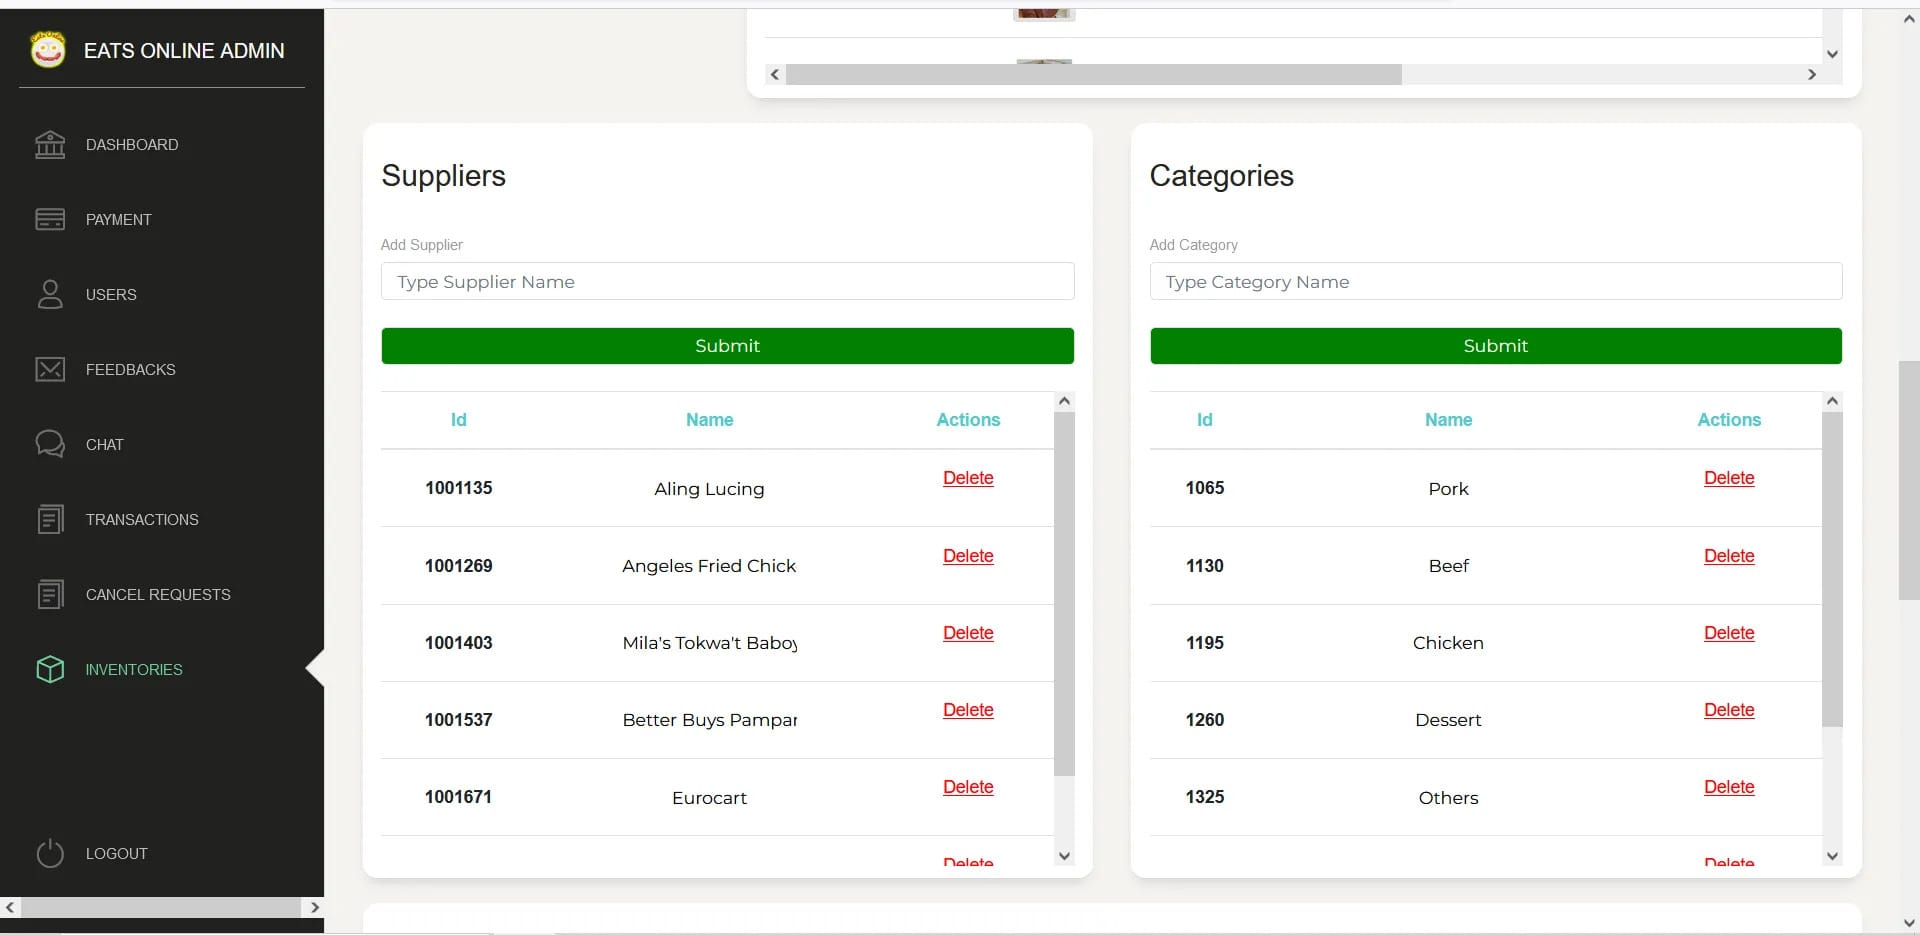 EATS ONLINE ADMIN
DASHBOARD
PAYMENT
USERS
FEEDBACKS
CHAT
TRANSACTIONS
CANCEL REQUESTS
INVENTORIES
LOGOUT
Suppliers
Add Supplier
Type Supplier Name
Submit
Id Name Actions
1001135 Aling Lucing Delete
1001269 Angeles Fried Chick Delete
1001403 Mila's Tokwa't Baboy Delete
1001537 Better Buys Pampan Delete
1001671 Eurocart Delete
Delete
Categories
Add Category
Type Category Name
Submit
Id Name Actions
1065 Pork Delete
1130 Beef Delete
1195 Chicken Delete
1260 Dessert Delete
1325 Others Delete
Delete